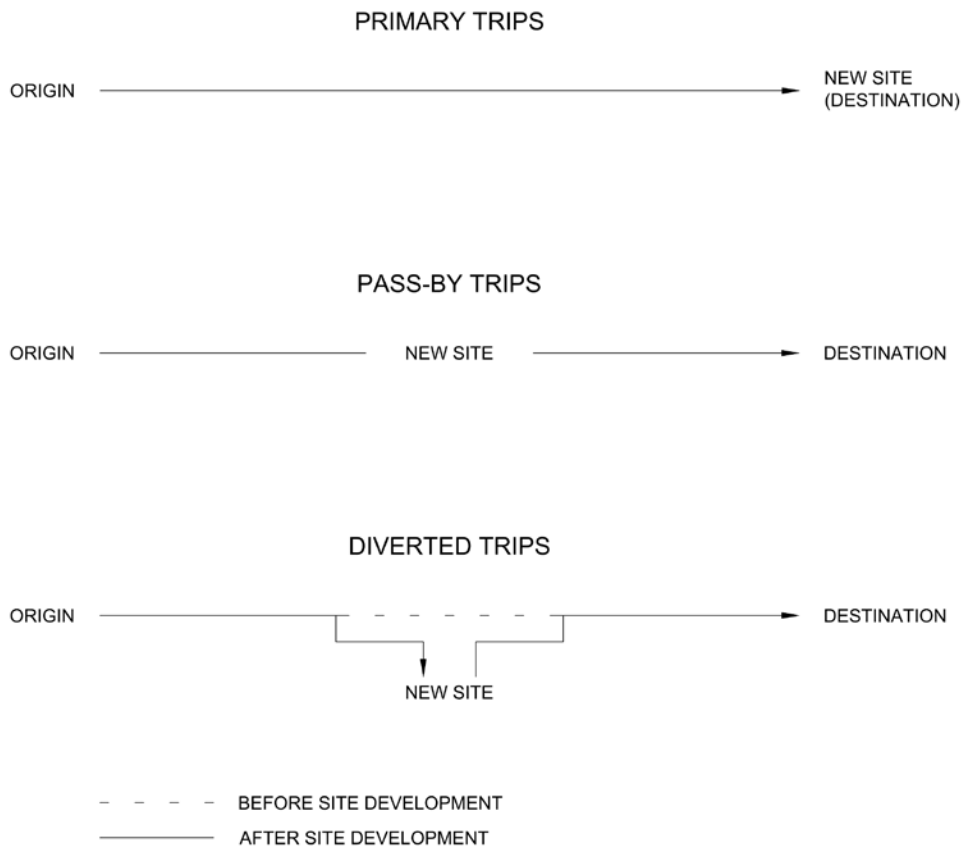 PRIMARY TRIPS
ORIGIN
NEW SITE
(DESTINATION)
PASS-BY TRIPS
ORIGIN
NEW SITE
DESTINATION
DIVERTED TRIPS
ORIGIN
DESTINATION
NEW SITE
BEFORE SITE DEVELOPMENT
AFTER SITE DEVELOPMENT